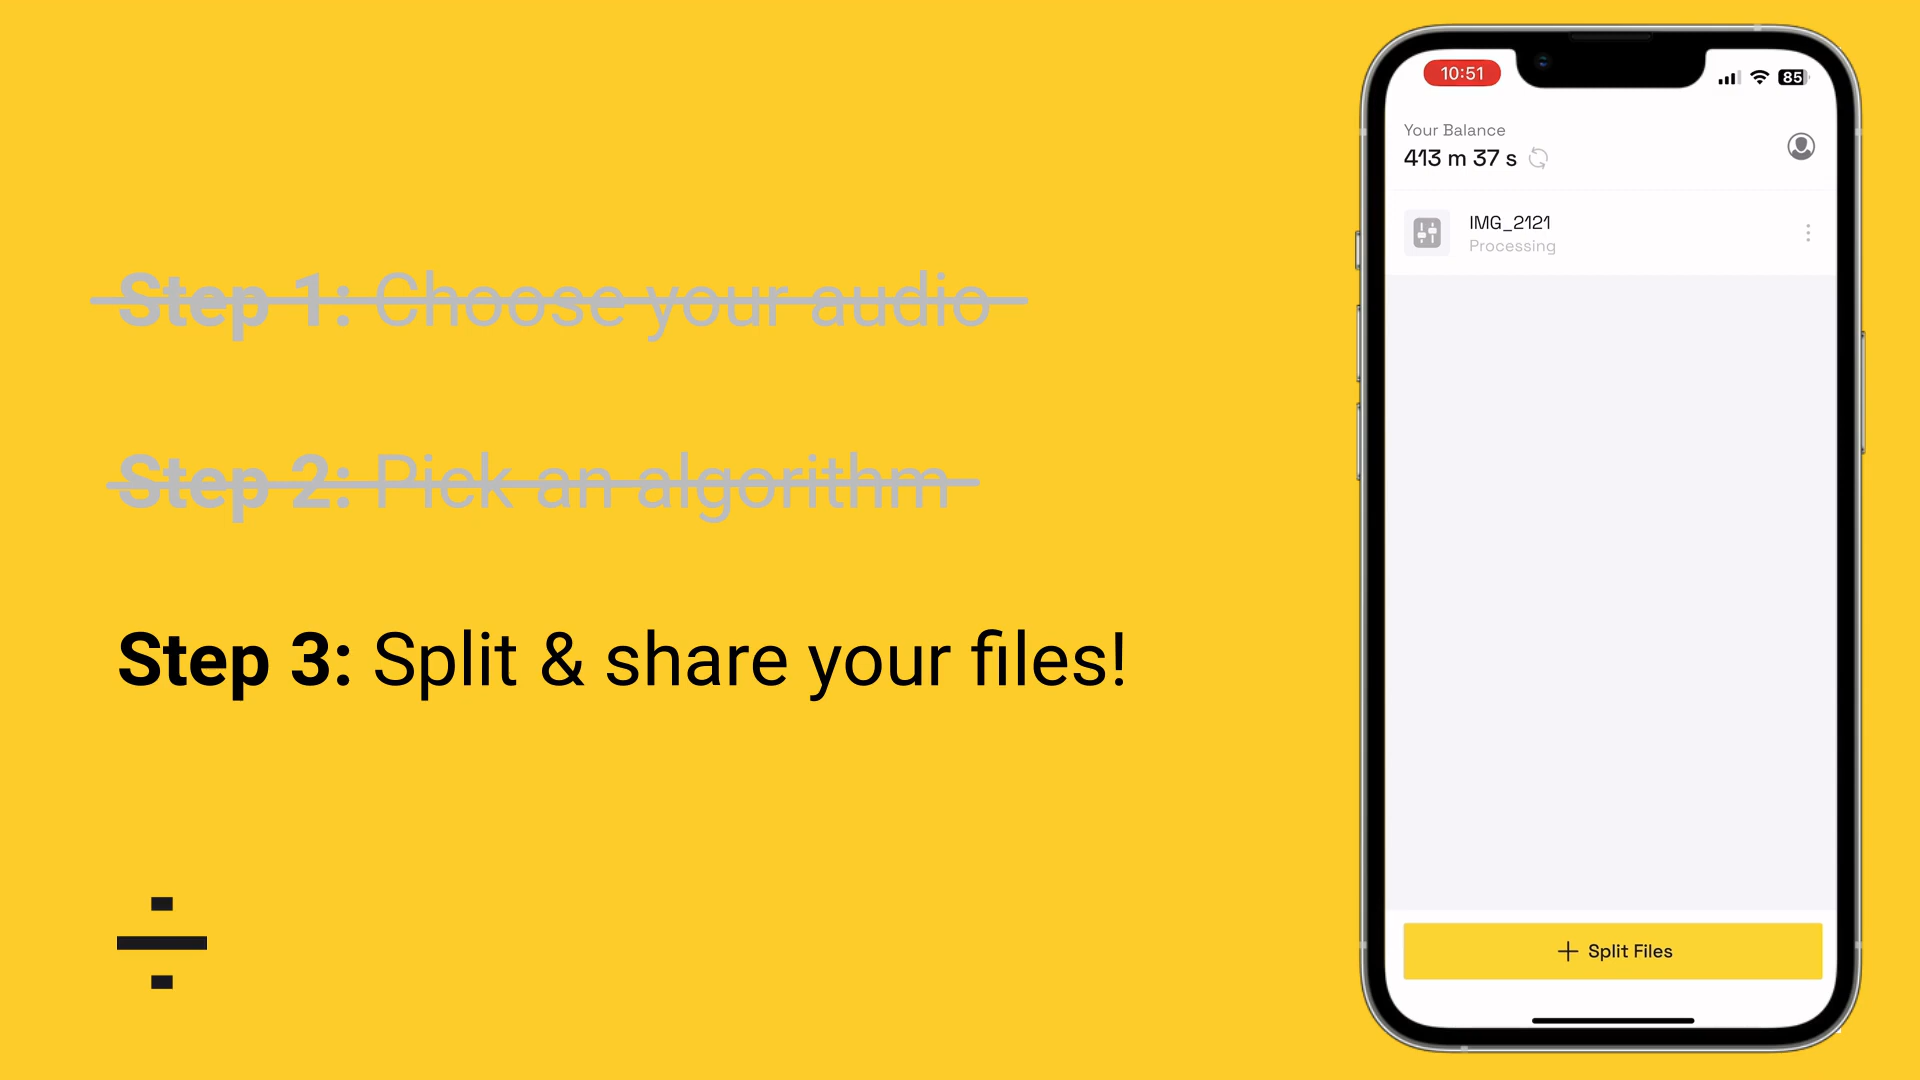 Step 1: Choose your audio
Step 2: Pick an algorithm
Step 3: Split & share your files!
10:51
85
Your Balance
413 m 37 s
IMG_2121
Processing
Split Files